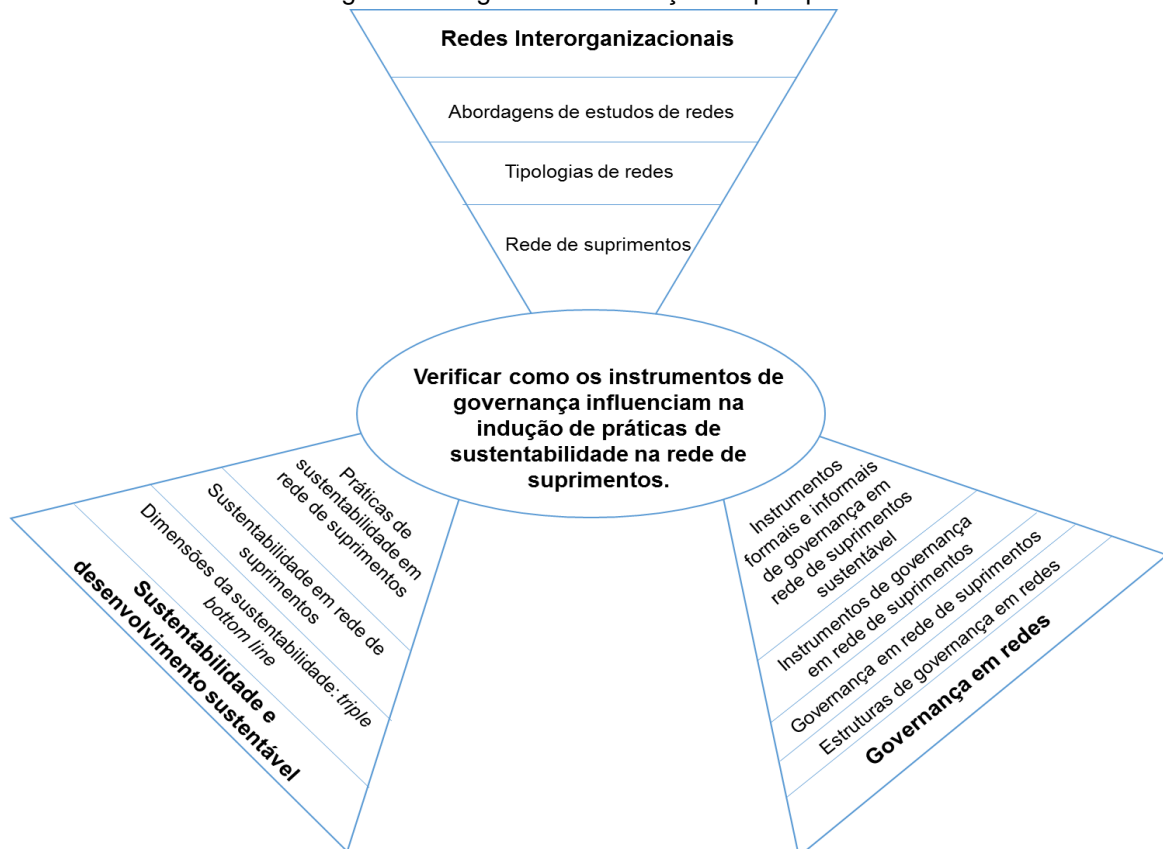 Redes Interorganizacionais
Abordagens de estudos de redes
Tipologias de redes
Rede de suprimentos
Verificar como os instrumentos de
governança influenciam na
indução de práticas de
sustentabilidade na rede de
suprimentos.
Práticas de
sustentabilidade em
rede de suprimentos
Sustentabilidade em rede de
suprimentos
Dimensões da sustentabilidade: triple
bottom line
Sustentabilidade e
desenvolvimento sustentável
Instrumentos
formais e informais
de governança em
rede de suprimentos
sustentável
Instrumentos de governança
em rede de suprimentos
Governança em rede de suprimentos
Estruturas de governança em redes
Governança em redes